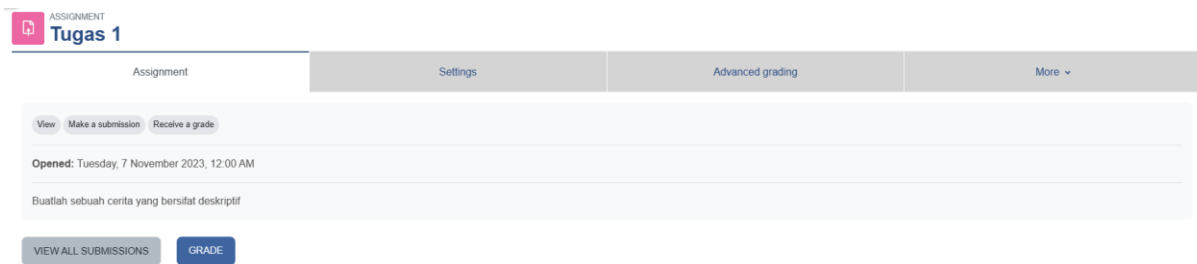 ASSIGNMENT
Tugas 1
Assignment Settings Advanced grading More
View Make a submission Receive a grade
Opened: Tuesday, 7 November 2023, 12:00 AM
Buatlah sebuah cerita yang bersifat deskriptif
VIEW ALL SUBMISSIONS GRADE